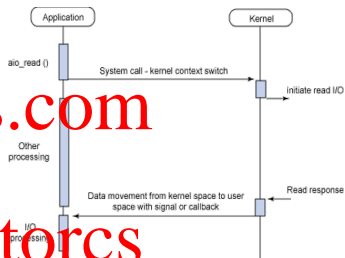 Application
Kernel
aio_read ()
System call - kernel context switch
initiate read I/O
s.com
Other
processing
Data movement from kernel space to user
space with signal or callback
Read response
I/O
processing
torcs